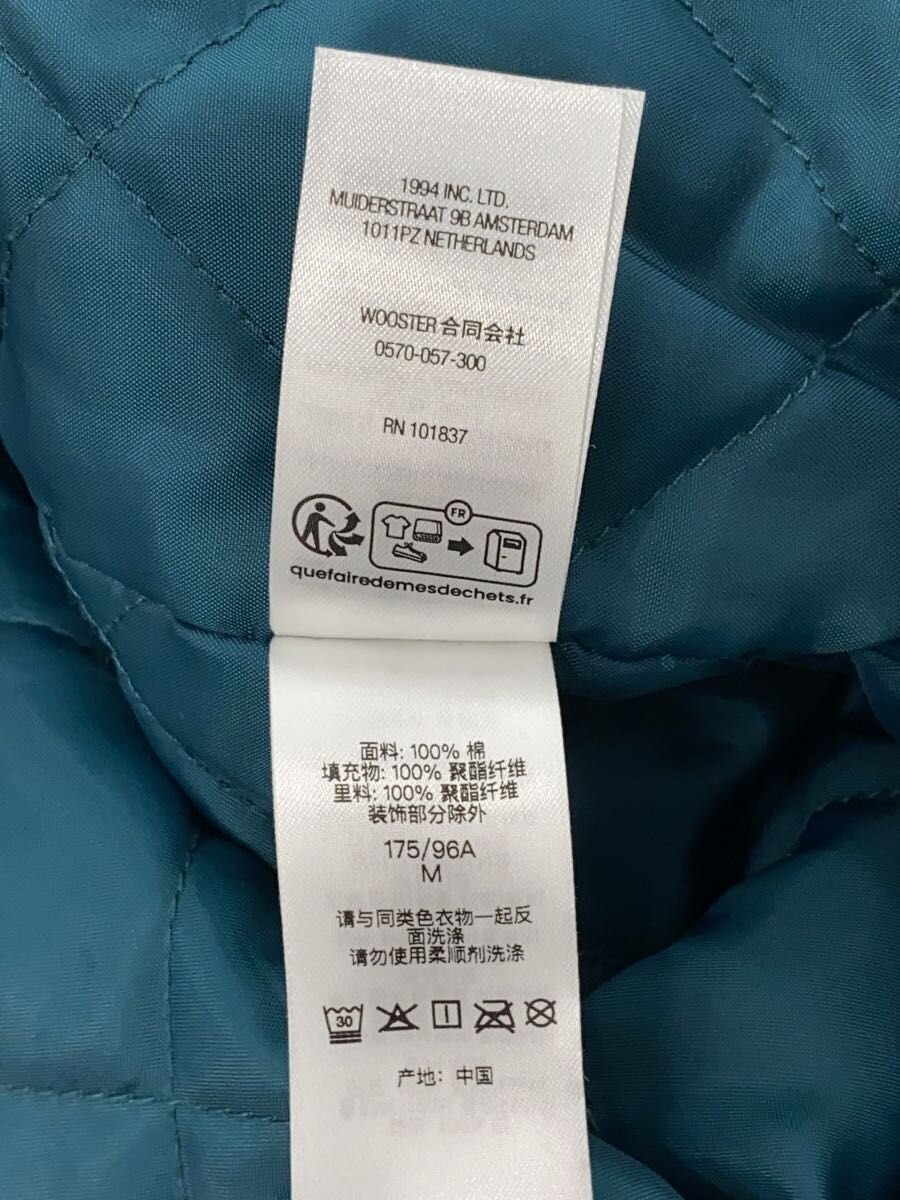 1994 INC. LTD.
MUIDERSTRAAT 9B AMSTERDAM
1011PZ NETHERLANDS
WOOSTER 合同会社
0570-057-300
RN 101837
FR
quefairedemesdechets.fr
面料: 100% 棉
填充物: 100% 聚酯纤维
里料: 100% 聚酯纤维
装饰部分除外
175/96A
M
请与同类色衣物一起反
面洗涤
请勿使用柔顺剂洗涤
30
产地: 中国